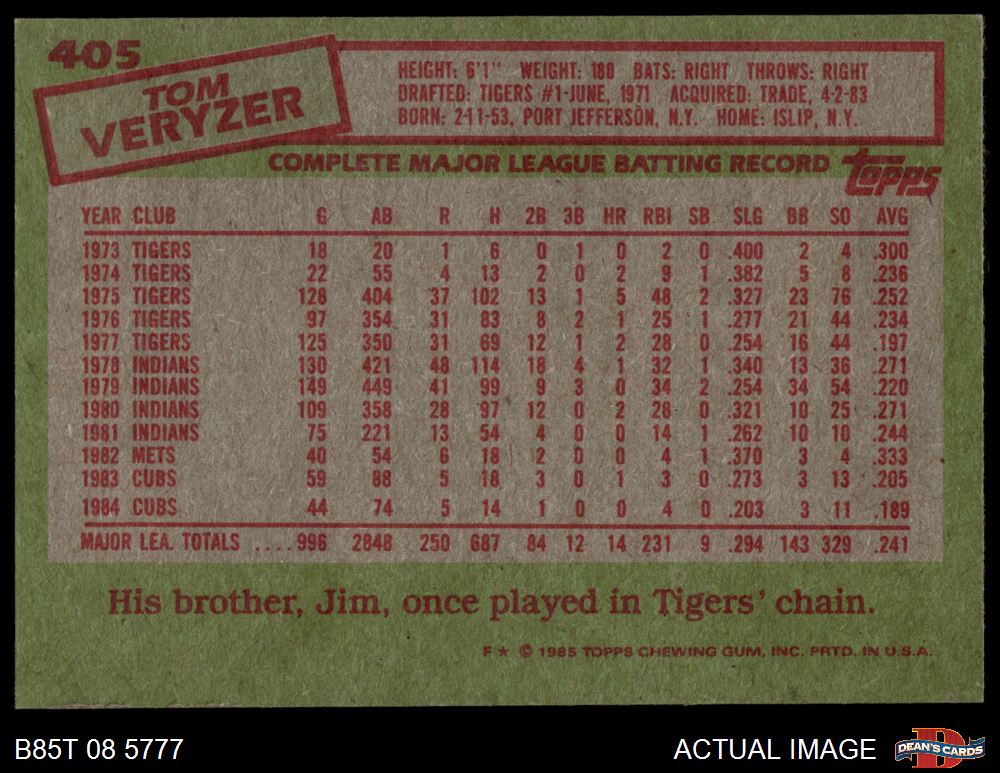 405
TOM
VERYZER
HEIGHT: 6'1" WEIGHT: 180 BATS: RIGHT THROWS: RIGHT
DRAFTED: TIGERS #1-JUNE, 1971 ACQUIRED: TRADE, 4-2-83
BORN: 2-11-53, PORT JEFFERSON, N.Y. HOME: ISLIP, N.Y.
COMPLETE MAJOR LEAGUE BATTING RECORD topps
YEAR CLUB G AB R H 2B 3B HR RBI SB SLG BB SO AVG
1973 TIGERS 18 20 1 6 0 1 0 2 0 .400 2 4 .300
1974 TIGERS 22 55 4 13 2 0 2 9 1 .382 5 8 .236
1975 TIGERS 128 404 37 102 13 1 5 48 2 .327 23 76 .252
1976 TIGERS 97 354 31 83 8 2 1 25 1 .277 21 44 .234
1977 TIGERS 125 350 31 69 12 1 2 28 0 .254 16 44 .197
1978 INDIANS 130 421 48 114 18 4 1 32 1 .340 13 36 .271
1979 INDIANS 149 449 41 99 9 3 0 34 2 .254 34 54 .220
1980 INDIANS 109 358 28 97 12 0 2 28 0 .321 10 25 .271
1981 INDIANS 75 221 13 54 4 0 0 14 1 .262 10 10 .244
1982 METS 40 54 6 18 2 0 0 4 1 .370 3 4 .333
1983 CUBS 59 88 5 18 3 0 1 3 0 .273 3 13 .205
1984 CUBS 44 74 5 14 1 0 0 4 0 .203 3 11 .189
MAJOR LEA. TOTALS ....996 2848 250 687 84 12 14 231 9 .294 143 329 .241
His brother, Jim, once played in Tigers' chain.
F * © 1985 TOPPS CHEWING GUM, INC. PRTD. IN U.S.A.
B85T 08 5777
ACTUAL IMAGE
D
DEAN'S CARDS